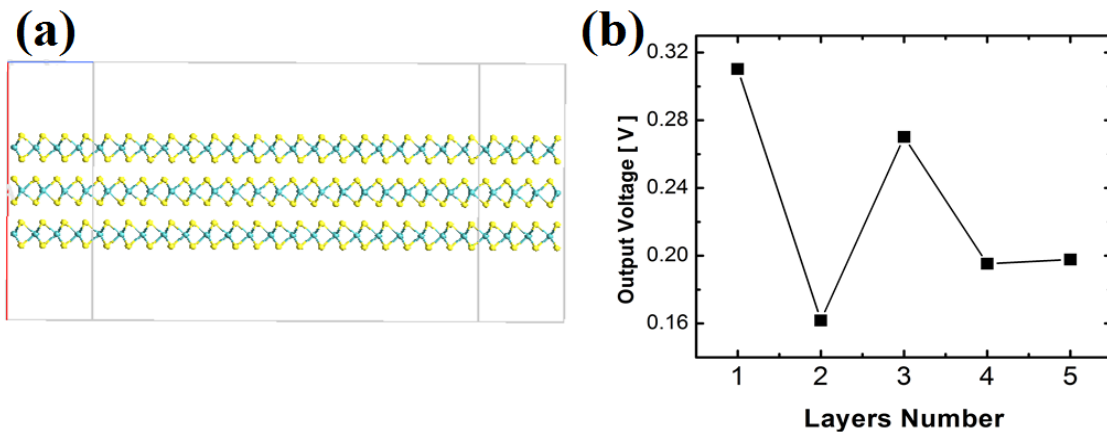 (a)
(b)
0.32
0.28
0.24
0.20
0.16
Output Voltage [ V ]
1 2 3 4 5
Layers Number